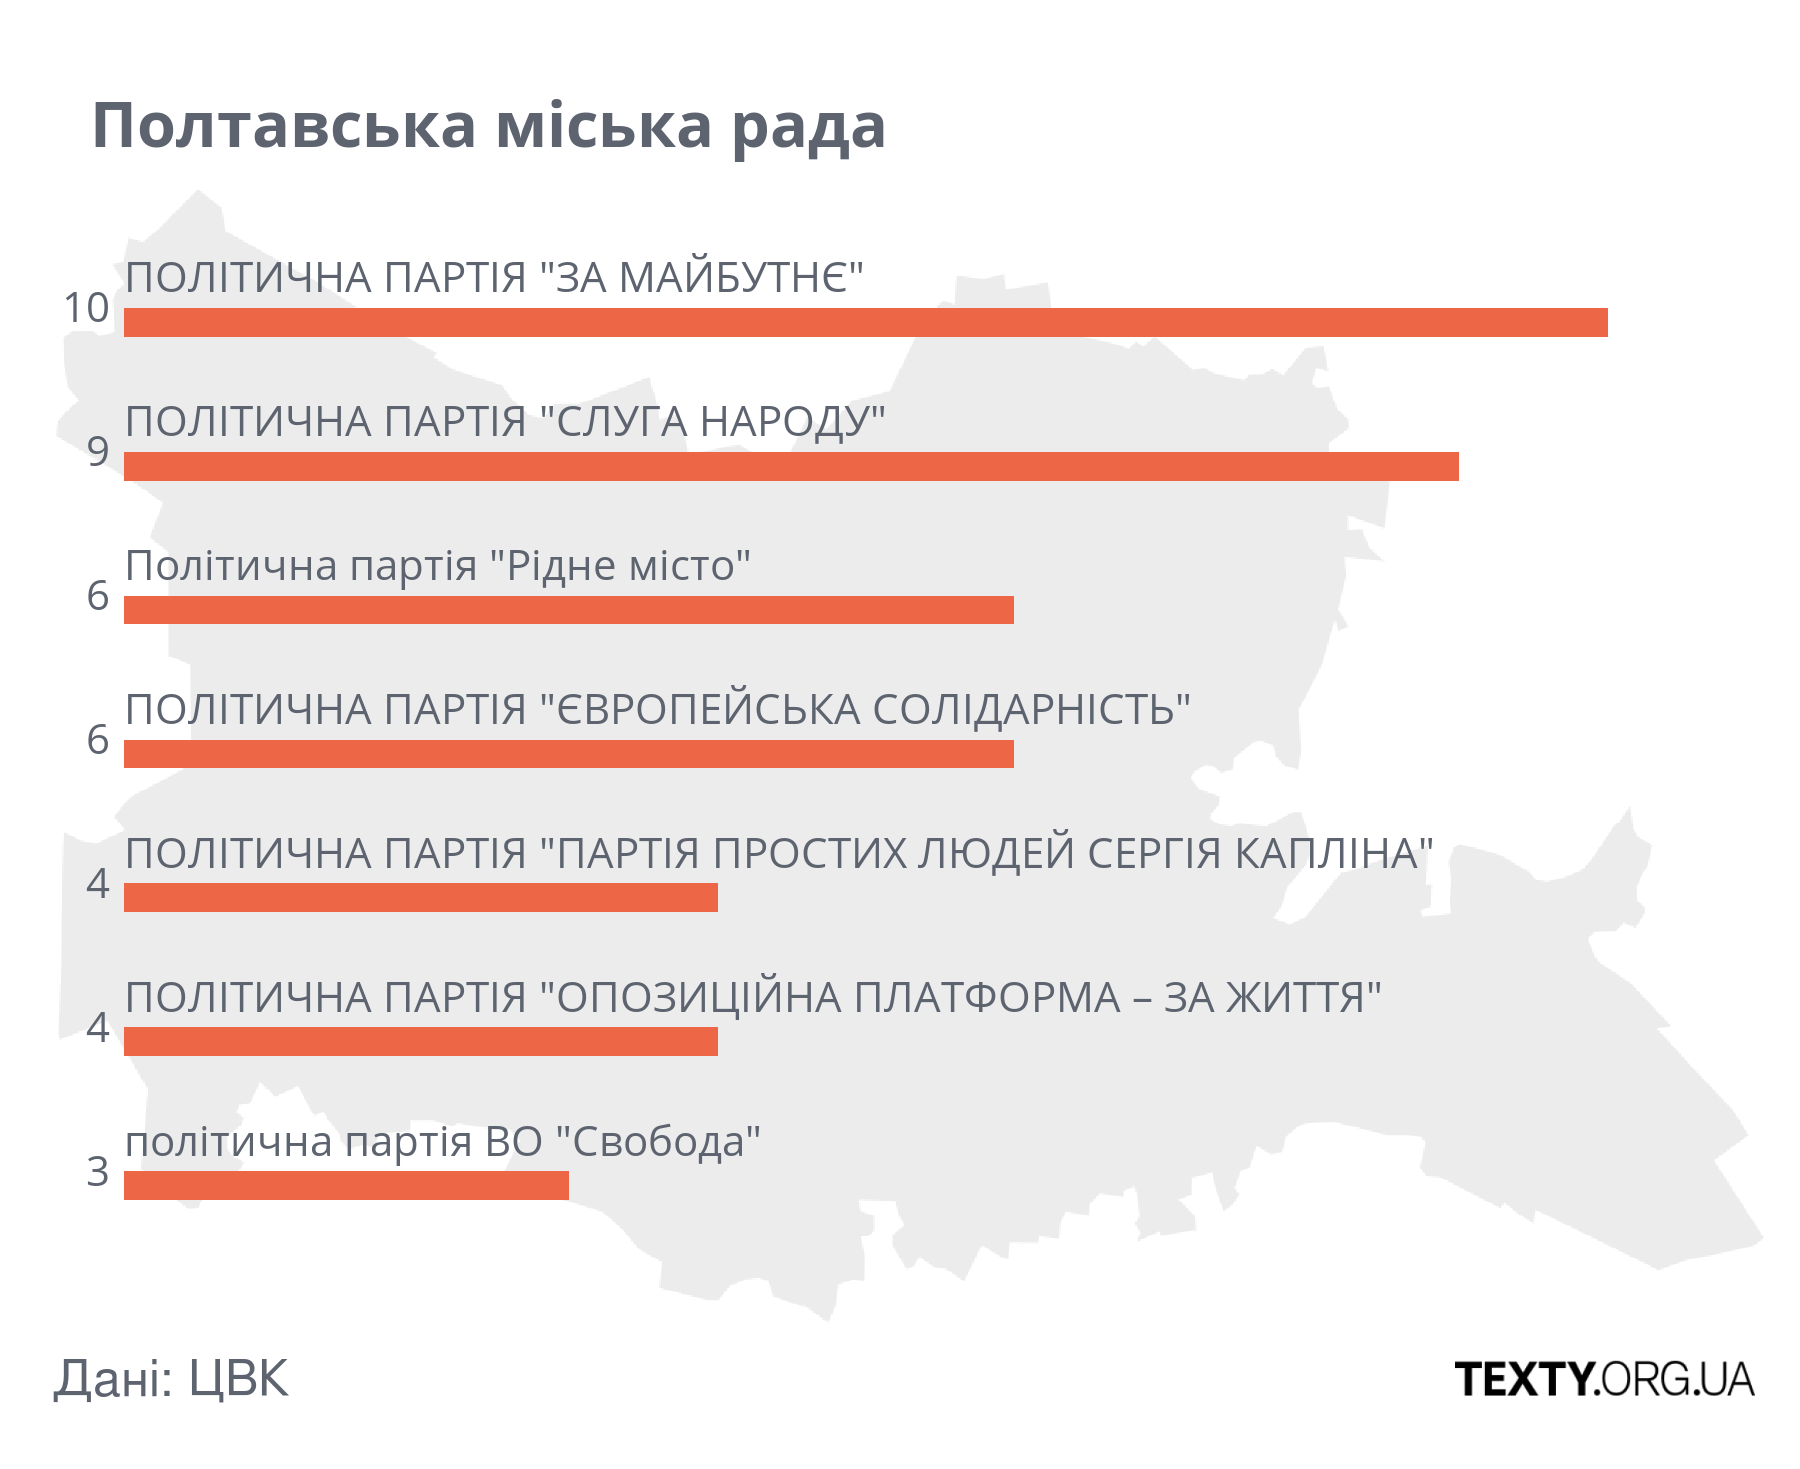 Полтавська міська рада
ПОЛІТИЧНА ПАРТІЯ "ЗА МАЙБУТНЄ"
10
ПОЛІТИЧНА ПАРТІЯ "СЛУГА НАРОДУ"
9
Політична партія "Рідне місто"
6
ПОЛІТИЧНА ПАРТІЯ "ЄВРОПЕЙСЬКА СОЛІДАРНІСТЬ"
6
ПОЛІТИЧНА ПАРТІЯ "ПАРТІЯ ПРОСТИХ ЛЮДЕЙ СЕРГІЯ КАПЛІНА"
4
ПОЛІТИЧНА ПАРТІЯ "ОПОЗИЦІЙНА ПЛАТФОРМА – ЗА ЖИТТЯ"
4
політична партія ВО "Свобода"
3
Дані: ЦВК
TEXTY.ORG.UA